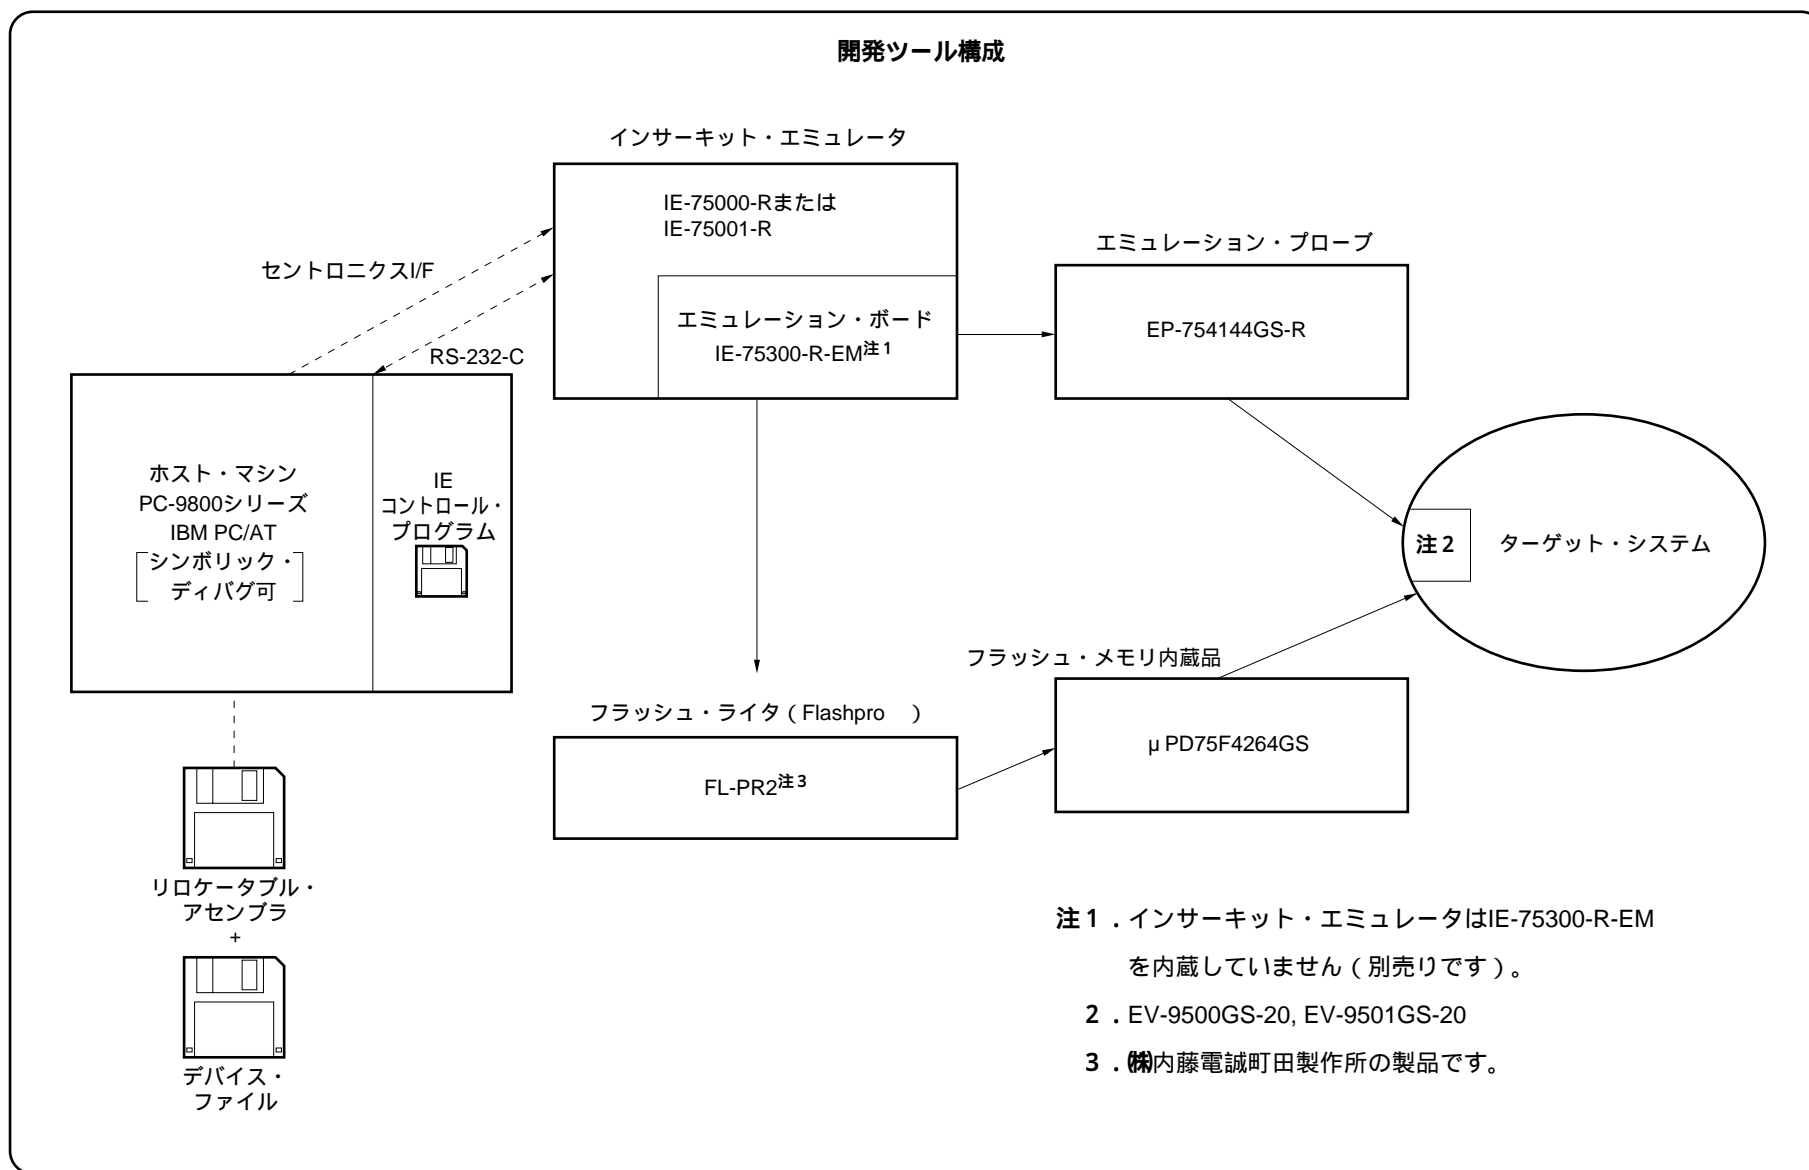 開発ツール構成
インサーキット・エミュレータ
IE-75000-Rまたは
IE-75001-R
エミュレーション・ボード
IE-75300-R-EM注1
エミュレーション・プローブ
EP-754144GS-R
セントロニクスI/F
RS-232-C
ホスト・マシン
PC-9800シリーズ
IBM PC/AT
シンボリック・
ディバグ可
IE
コントロール・
プログラム
注2
ターゲット・システム
フラッシュ・メモリ内蔵品
μPD75F4264GS
フラッシュ・ライタ(Flashpro )
FL-PR2注3
リロケータブル・
アセンブラ
+
デバイス・
ファイル
注1.インサーキット・エミュレータはIE-75300-R-EM
を内蔵していません(別売りです)。
2.EV-9500GS-20, EV-9501GS-20
3.㈱内藤電誠町田製作所の製品です。